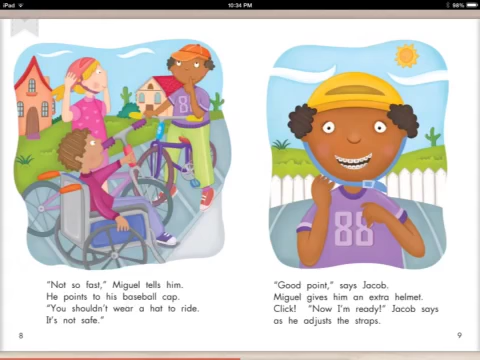 iPad 10:34 PM 98%
88
88
"Not so fast," Miguel tells him.
He points to his baseball cap.
"You shouldn't wear a hat to ride.
It's not safe."
8
"Good point," says Jacob.
Miguel gives him an extra helmet.
Click! "Now I'm ready!" Jacob says
as he adjusts the straps.
9